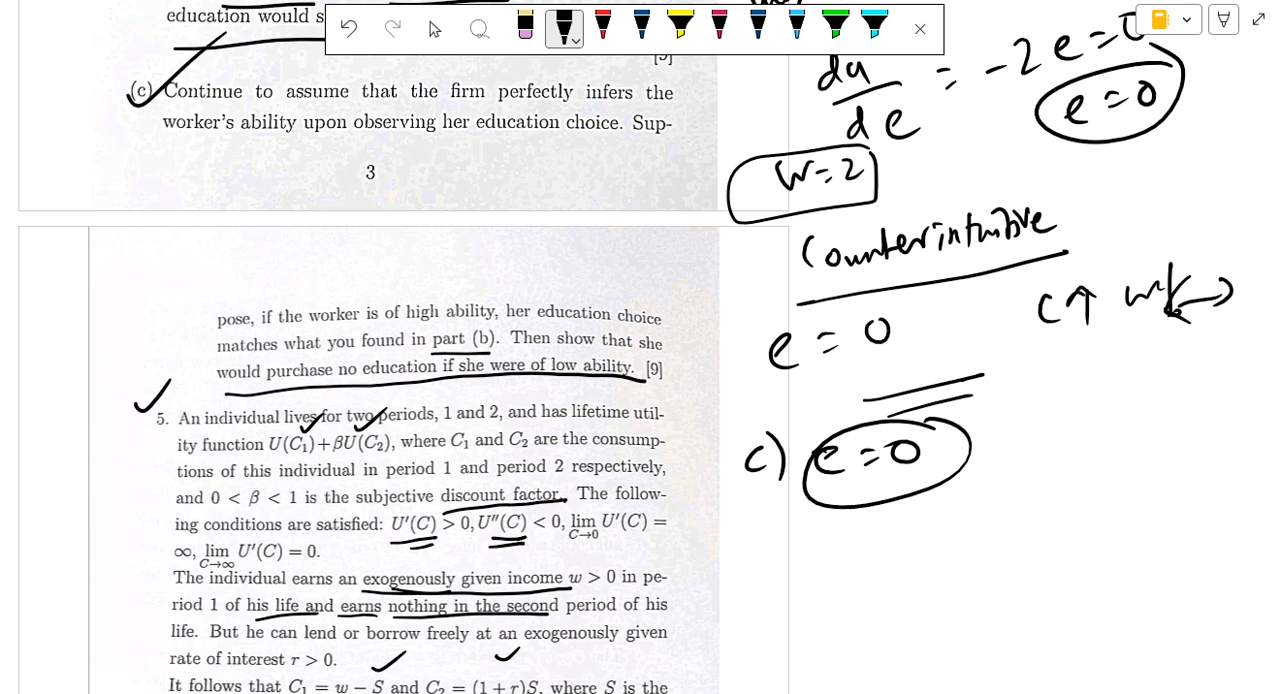 education would s
[9]
(c) Continue to assume that the firm perfectly infers the
worker's ability upon observing her education choice. Sup-
3
pose, if the worker is of high ability, her education choice
matches what you found in part (b). Then show that she
would purchase no education if she were of low ability. [9]
5. An individual lives for two periods, 1 and 2, and has lifetime util-
ity function U(C₁)+βU(C₂), where C₁ and C₂ are the consump-
tions of this individual in period 1 and period 2 respectively,
and 0 < β < 1 is the subjective discount factor. The follow-
ing conditions are satisfied: U′(C) > 0, U″(C) < 0, lim U′(C) =
C→0
∞, lim U′(C) = 0.
C→∞
The individual earns an exogenously given income w > 0 in pe-
riod 1 of his life and earns nothing in the second period of his
life. But he can lend or borrow freely at an exogenously given
rate of interest r > 0.
It follows that C₁ = w − S and C₂ = (1 + r)S, where S is the
du
de
= -2e=0
e=0
w=2
Counterintuitive
C↑
e = 0
c) e=0